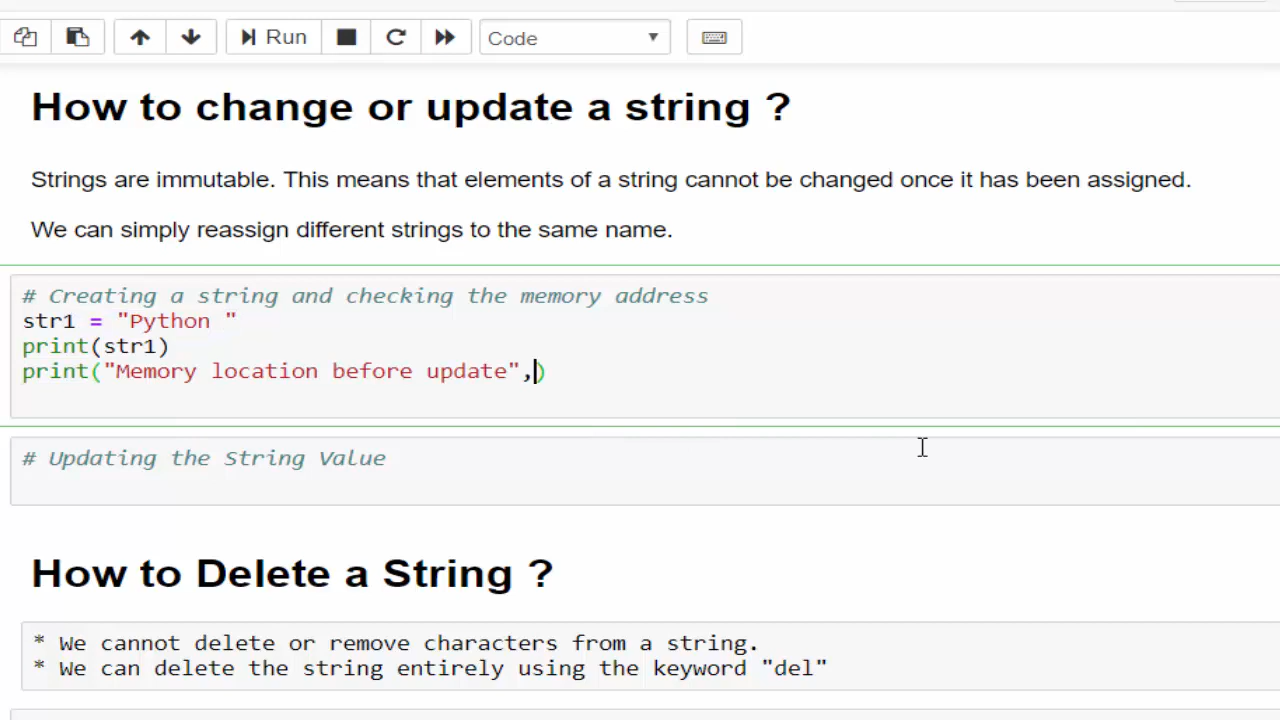 Run
Code
How to change or update a string ?
Strings are immutable. This means that elements of a string cannot be changed once it has been assigned.
We can simply reassign different strings to the same name.
# Creating a string and checking the memory address
str1 = "Python "
print(str1)
print("Memory location before update",)
# Updating the String Value
How to Delete a String ?
* We cannot delete or remove characters from a string.
* We can delete the string entirely using the keyword "del"